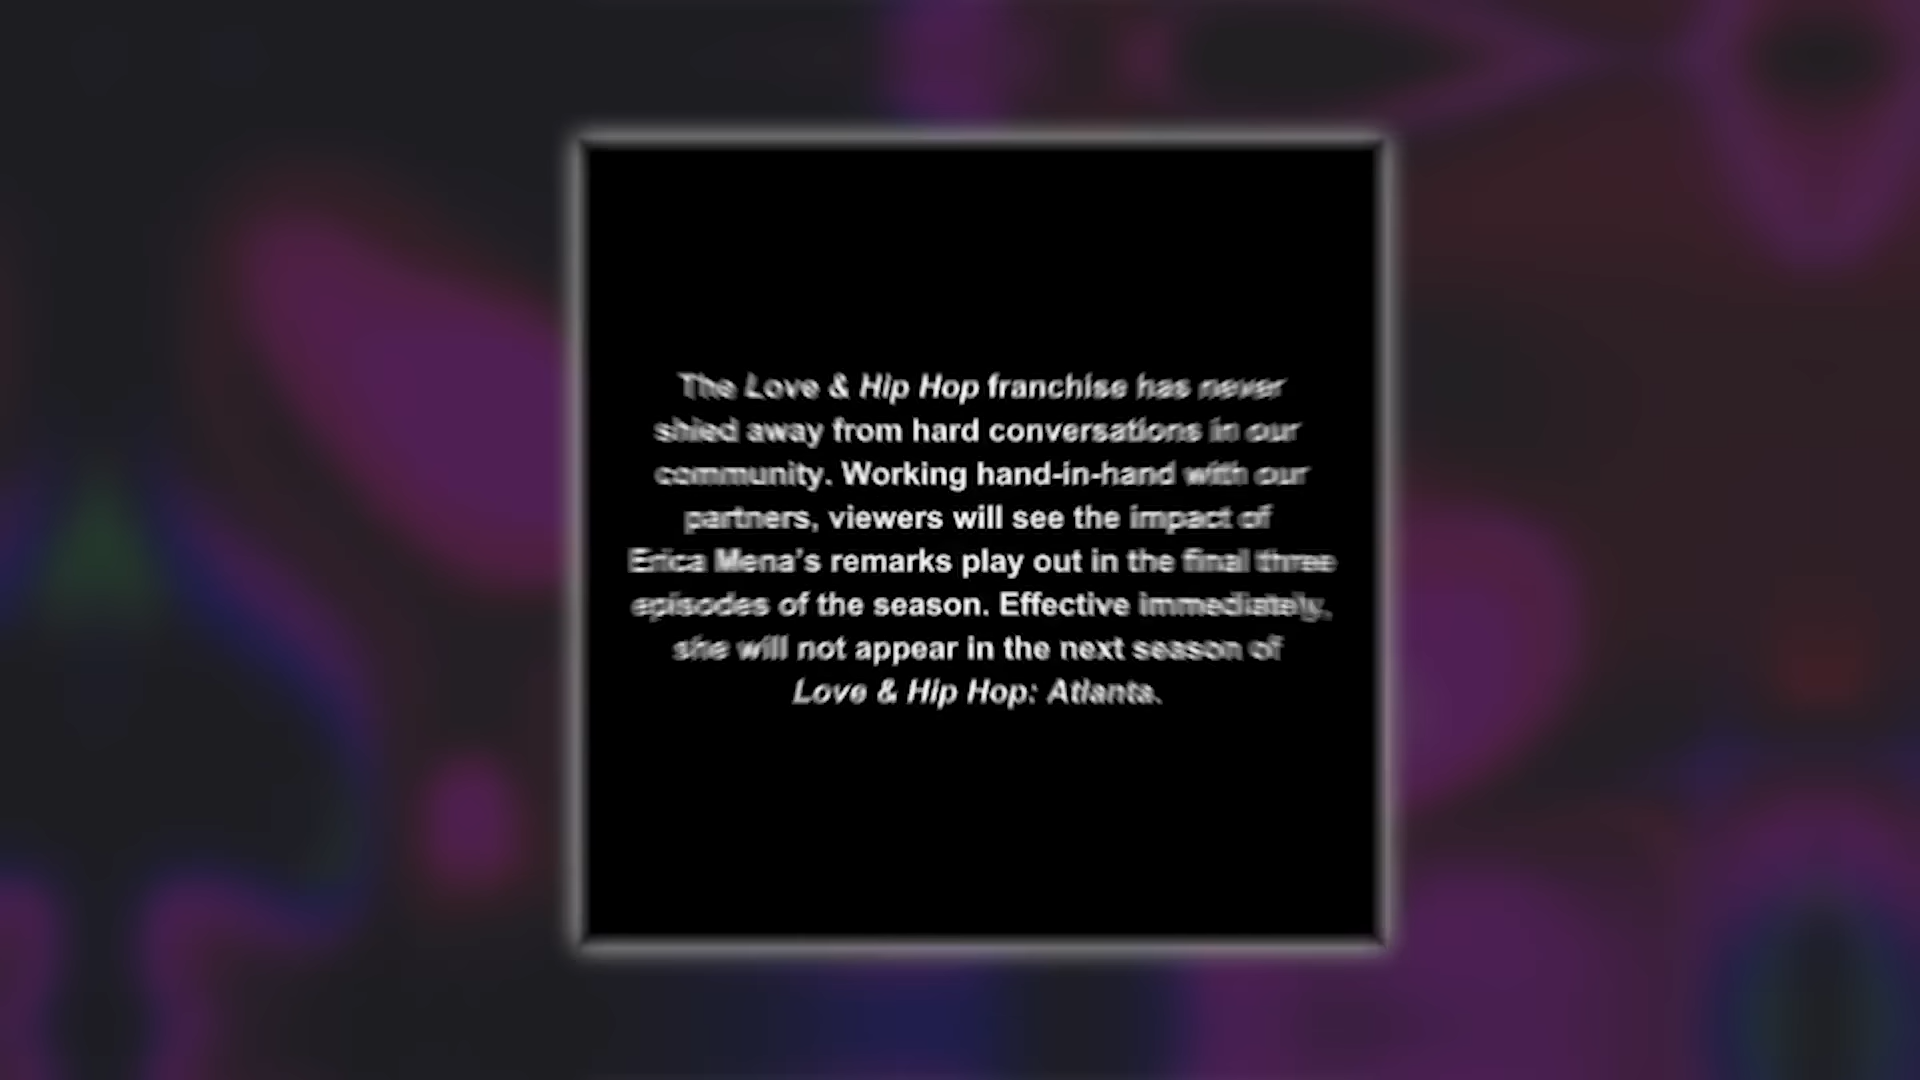 The Love & Hip Hop franchise has never
shied away from hard conversations in our
community. Working hand-in-hand with our
partners, viewers will see the impact of
Erica Mena’s remarks play out in the final three
episodes of the season. Effective immediately,
she will not appear in the next season of
Love & Hip Hop: Atlanta.